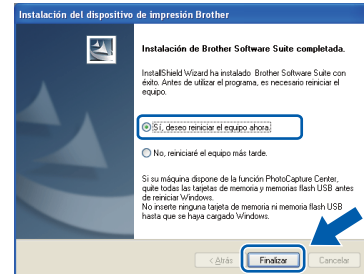 Instalación del dispositivo de impresión Brother
Instalación de Brother Software Suite completada.
InstallShield Wizard ha instalado Brother Software Suite con
éxito. Antes de utilizar el programa, es necesario reiniciar el
equipo.
Sí, deseo reiniciar el equipo ahora.
No, reiniciaré el equipo más tarde.
Si su máquina dispone de la función PhotoCapture Center,
quite todas las tarjetas de memoria y memorias flash USB antes
de reiniciar Windows.
No inserte ninguna tarjeta de memoria ni memoria flash USB
hasta que se haya cargado Windows.
< Atrás Finalizar Cancelar